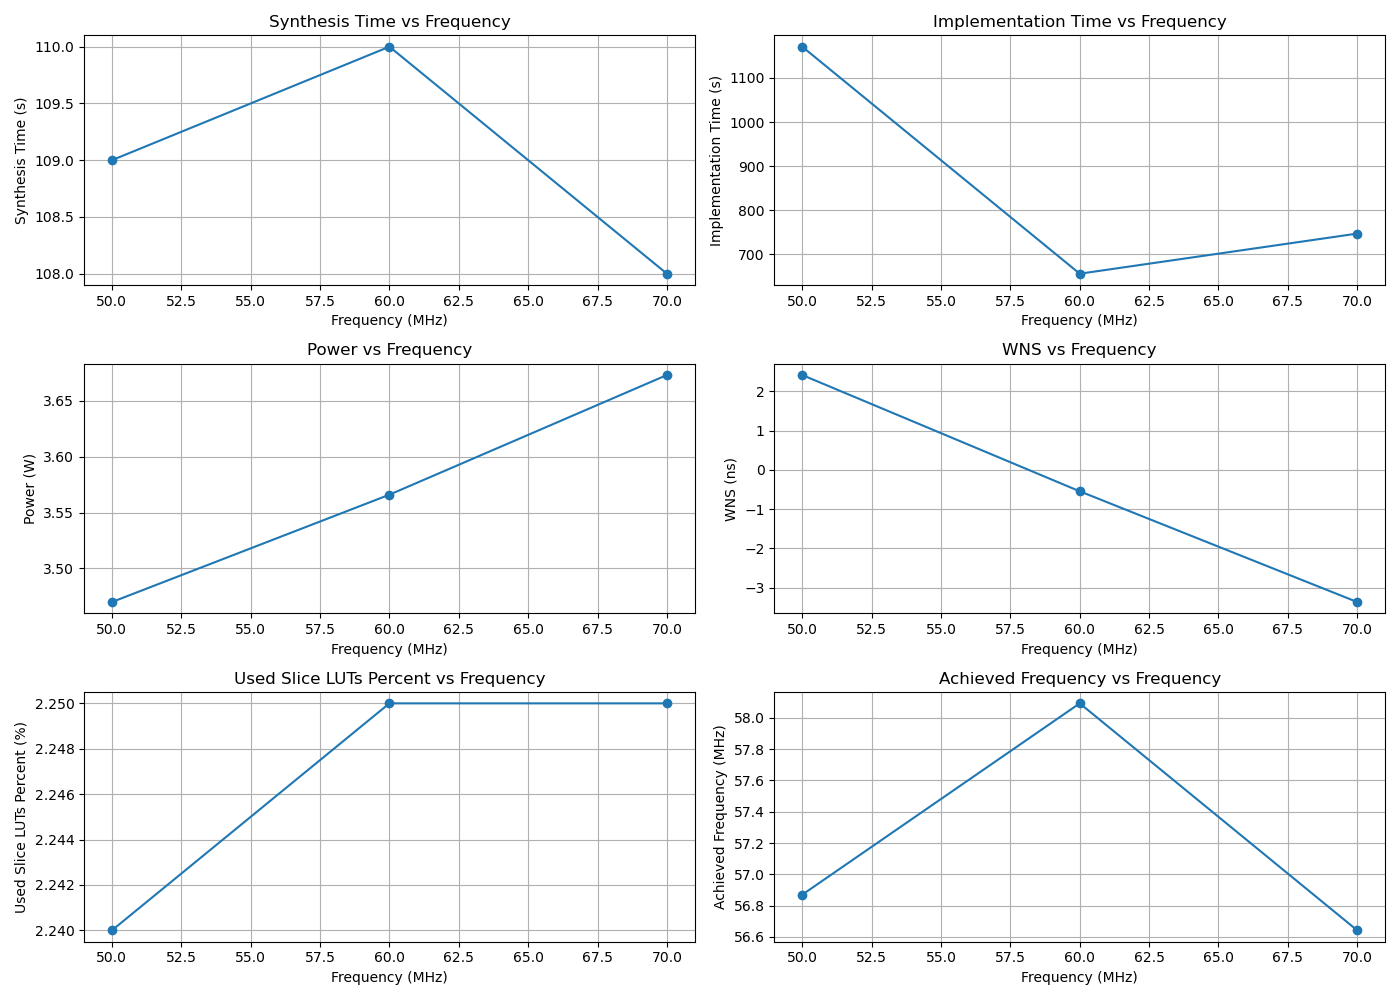 Synthesis Time vs Frequency
110.0
109.5
109.0
108.5
108.0
Synthesis Time (s)
50.0 52.5 55.0 57.5 60.0 62.5 65.0 67.5 70.0
Frequency (MHz)
Implementation Time vs Frequency
1100
1000
900
800
700
Implementation Time (s)
50.0 52.5 55.0 57.5 60.0 62.5 65.0 67.5 70.0
Frequency (MHz)
Power vs Frequency
3.65
3.60
3.55
3.50
Power (W)
50.0 52.5 55.0 57.5 60.0 62.5 65.0 67.5 70.0
Frequency (MHz)
WNS vs Frequency
2
1
0
−1
−2
−3
WNS (ns)
50.0 52.5 55.0 57.5 60.0 62.5 65.0 67.5 70.0
Frequency (MHz)
Used Slice LUTs Percent vs Frequency
2.250
2.248
2.246
2.244
2.242
2.240
Used Slice LUTs Percent (%)
50.0 52.5 55.0 57.5 60.0 62.5 65.0 67.5 70.0
Frequency (MHz)
Achieved Frequency vs Frequency
58.0
57.8
57.6
57.4
57.2
57.0
56.8
56.6
Achieved Frequency (MHz)
50.0 52.5 55.0 57.5 60.0 62.5 65.0 67.5 70.0
Frequency (MHz)